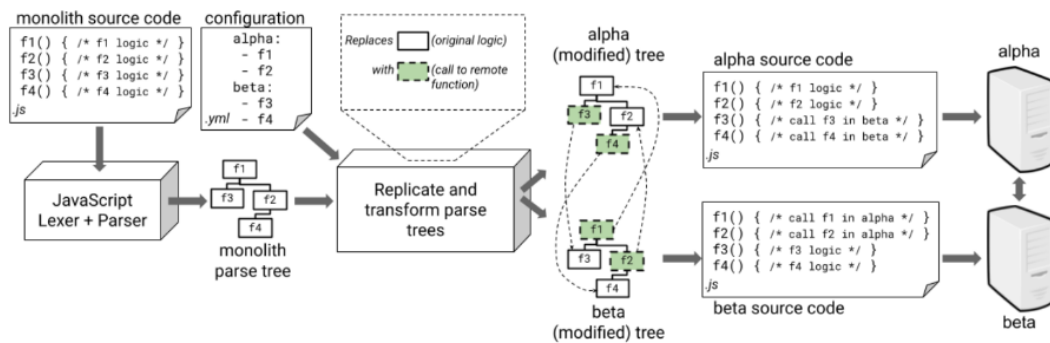 monolith source code
f1() { /* f1 logic */ }
f2() { /* f2 logic */ }
f3() { /* f3 logic */ }
f4() { /* f4 logic */ }
.js
configuration
alpha:
- f1
- f2
beta:
- f3
.yml - f4
Replaces (original logic)
with (call to remote
function)
JavaScript
Lexer + Parser
f1
f3 f2
f4
monolith
parse tree
Replicate and
transform parse
trees
alpha
(modified) tree
f1
f3 f2
f4
f1
f3 f2
f4
beta
(modified) tree
alpha source code
f1() { /* f1 logic */ }
f2() { /* f2 logic */ }
f3() { /* call f3 in beta */ }
f4() { /* call f4 in beta */ }
.js
f1() { /* call f1 in alpha */ }
f2() { /* call f2 in alpha */ }
f3() { /* f3 logic */ }
f4() { /* f4 logic */ }
.js
beta source code
alpha
beta